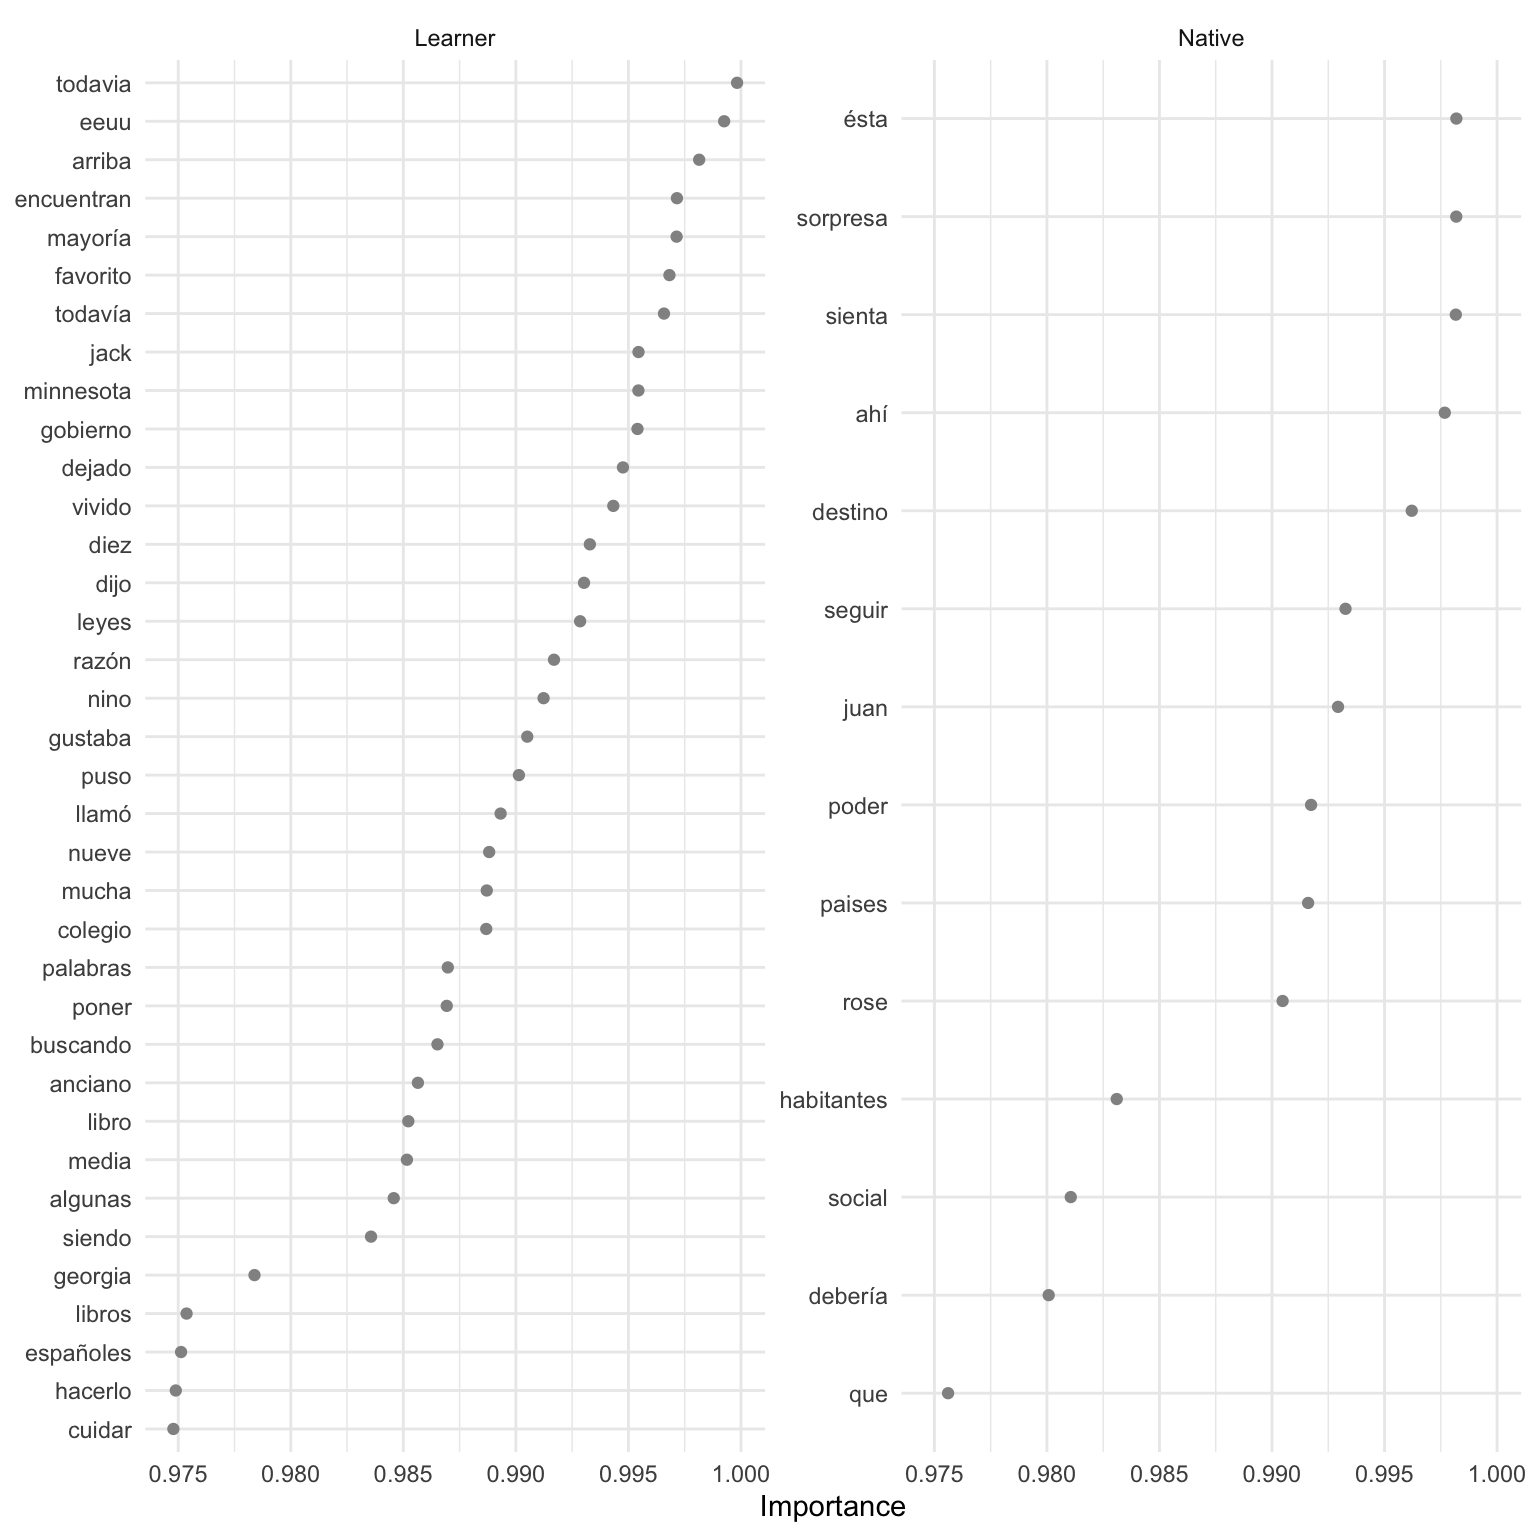 Learner
todavia
eeuu
arriba
encuentran
mayoría
favorito
todavía
jack
minnesota
gobierno
dejado
vivido
diez
dijo
leyes
razón
nino
gustaba
puso
llamó
nueve
mucha
colegio
palabras
poner
buscando
anciano
libro
media
algunas
siendo
georgia
libros
españoles
hacerlo
cuidar
0.975 0.980 0.985 0.990 0.995 1.000
Native
ésta
sorpresa
sienta
ahí
destino
seguir
juan
poder
paises
rose
habitantes
social
debería
que
0.975 0.980 0.985 0.990 0.995 1.000
Importance